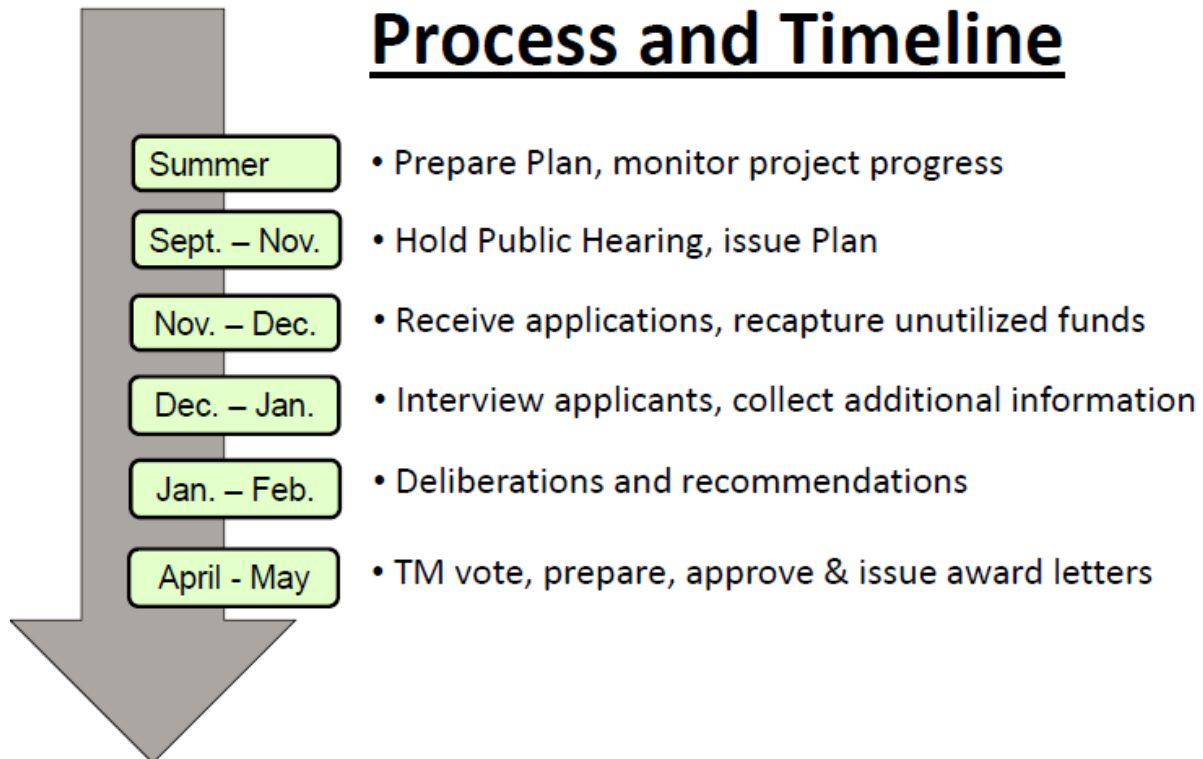 Process and Timeline
Summer
• Prepare Plan, monitor project progress
Sept. – Nov.
• Hold Public Hearing, issue Plan
Nov. – Dec.
• Receive applications, recapture unutilized funds
Dec. – Jan.
• Interview applicants, collect additional information
Jan. – Feb.
• Deliberations and recommendations
April - May
• TM vote, prepare, approve & issue award letters